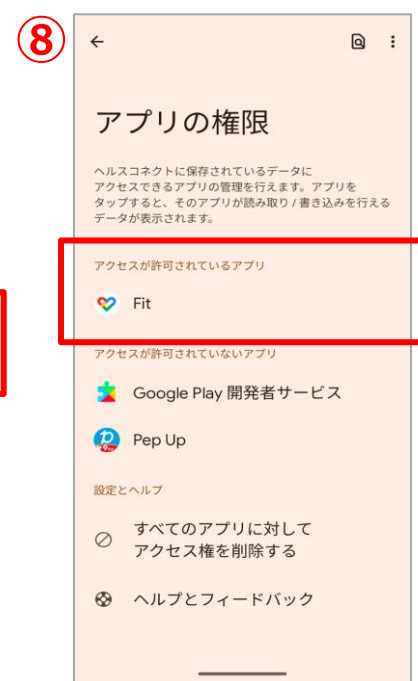 ⑧
アプリの権限
ヘルスコネクトに保存されているデータに
アクセスできるアプリの管理を行えます。アプリを
タップすると、そのアプリが読み取り / 書き込みを行える
データが表示されます。
アクセスが許可されているアプリ
Fit
アクセスが許可されていないアプリ
Google Play 開発者サービス
Pep Up
設定とヘルプ
すべてのアプリに対して
アクセス権を削除する
ヘルプとフィードバック